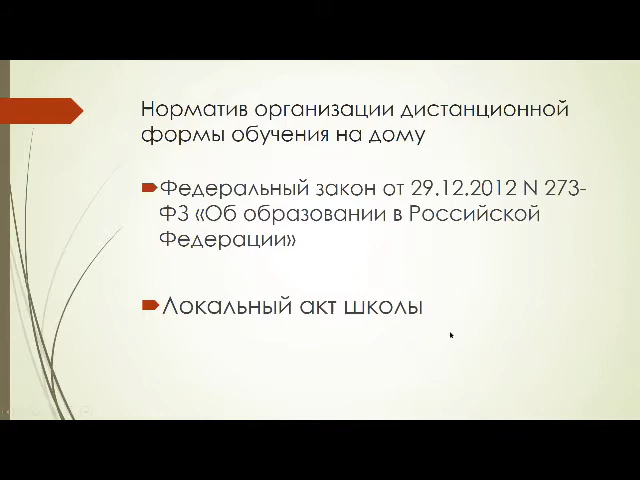 Норматив организации дистанционной
формы обучения на дому
Федеральный закон от 29.12.2012 N 273-
ФЗ «Об образовании в Российской
Федерации»
Локальный акт школы